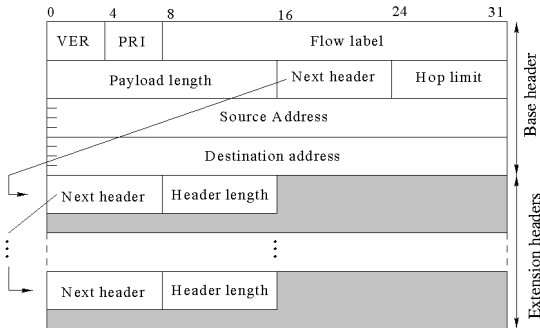 0 4 8 16 24 31
VER PRI Flow label
Payload length Next header Hop limit
Source Address
Destination address
Next header Header length
Next header Header length
Base header
Extension headers